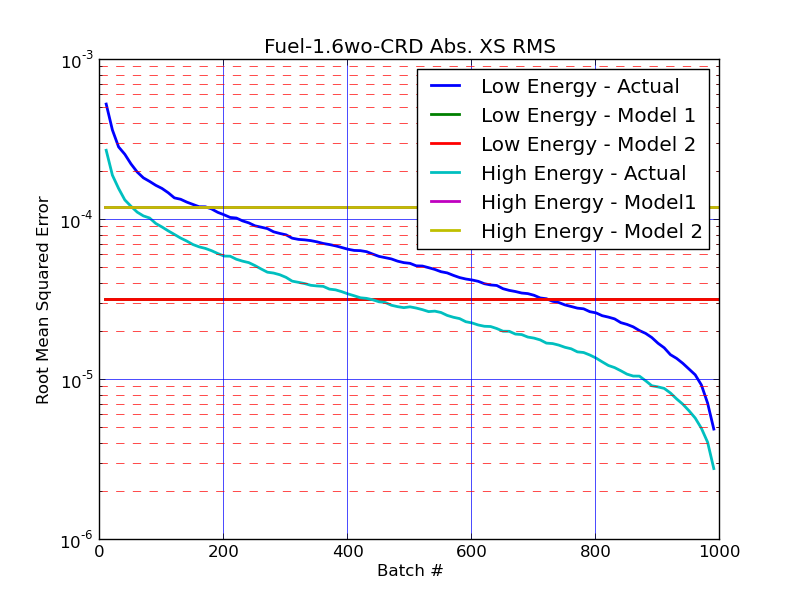 Fuel-1.6wo-CRD Abs. XS RMS
10^-3
Low Energy - Actual
Low Energy - Model 1
Low Energy - Model 2
High Energy - Actual
High Energy - Model1
High Energy - Model 2
10^-4
Root Mean Squared Error
10^-5
10^-6
0 200 400 600 800 1000
Batch #